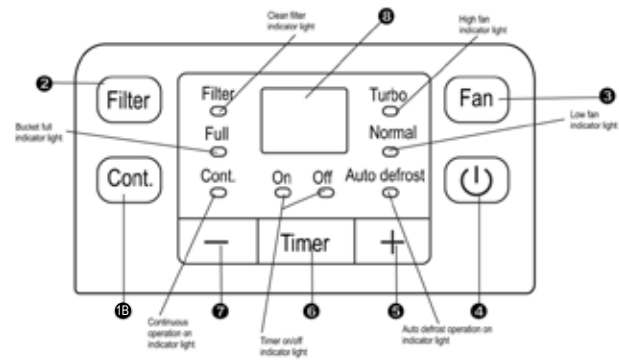 Clean filter
indicator light
8
High fan
indicator light
2
Filter
Filter
Turbo
Fan
3
Bucket full
indicator light
Full
Normal
Low fan
indicator light
Cont.
Cont.
On
Off
Auto defrost
−
Timer
+
1B
7
6
5
4
Continuous
operation on
indicator light
Timer on/off
indicator light
Auto defrost operation on
indicator light